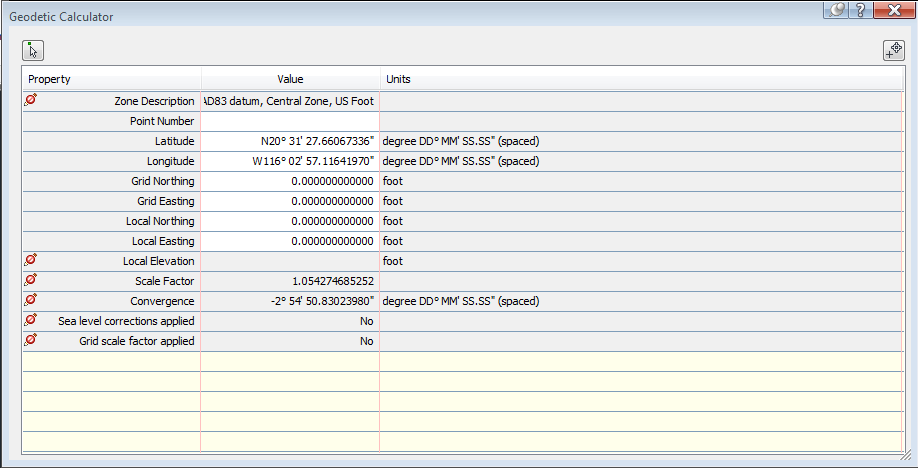 Geodetic Calculator
Property Value Units
Zone Description AD83 datum, Central Zone, US Foot
Point Number
Latitude N20° 31' 27.66067336" degree DD° MM' SS.SS" (spaced)
Longitude W116° 02' 57.11641970" degree DD° MM' SS.SS" (spaced)
Grid Northing 0.000000000000 foot
Grid Easting 0.000000000000 foot
Local Northing 0.000000000000 foot
Local Easting 0.000000000000 foot
Local Elevation foot
Scale Factor 1.054274685252
Convergence -2° 54' 50.83023980" degree DD° MM' SS.SS" (spaced)
Sea level corrections applied No
Grid scale factor applied No